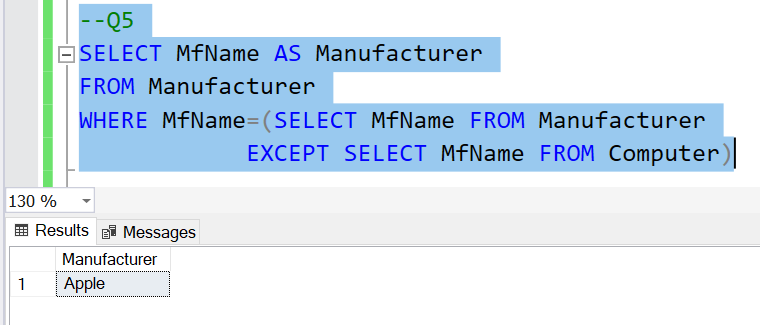 --Q5
SELECT MfName AS Manufacturer
FROM Manufacturer
WHERE MfName=(SELECT MfName FROM Manufacturer
EXCEPT SELECT MfName FROM Computer)
130 %
Results Messages
Manufacturer
1 Apple